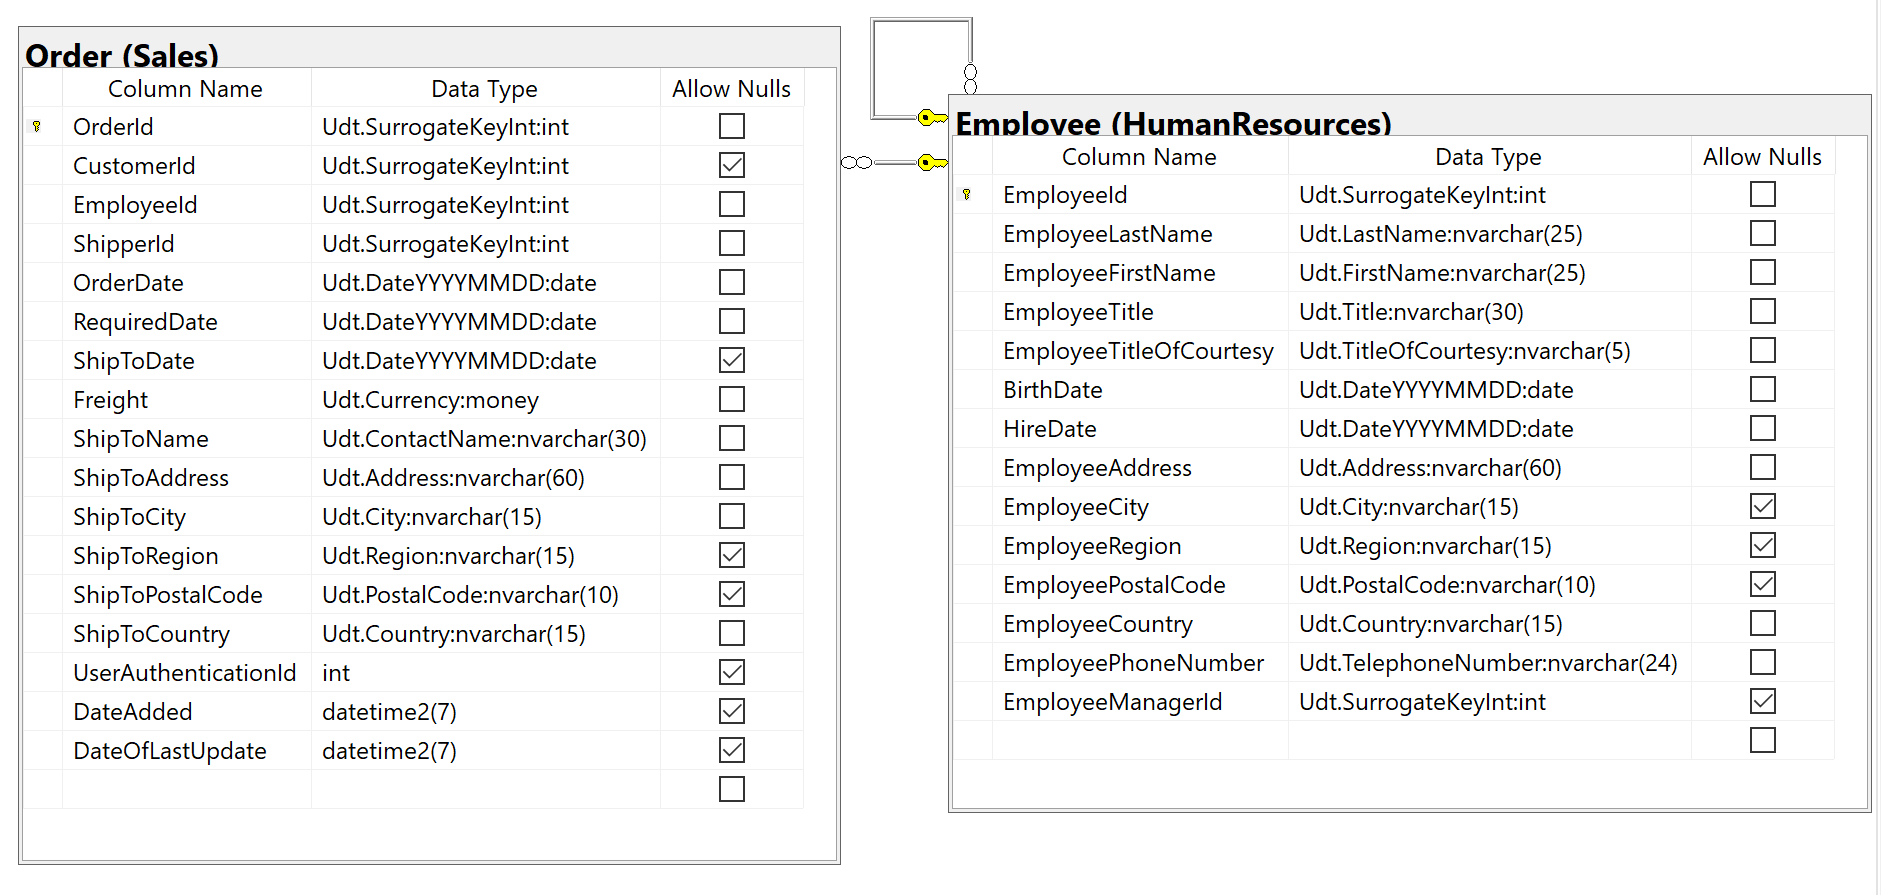 Order (Sales)
Column Name Data Type Allow Nulls
OrderId Udt.SurrogateKeyInt:int
CustomerId Udt.SurrogateKeyInt:int
EmployeeId Udt.SurrogateKeyInt:int
ShipperId Udt.SurrogateKeyInt:int
OrderDate Udt.DateYYYYMMDD:date
RequiredDate Udt.DateYYYYMMDD:date
ShipToDate Udt.DateYYYYMMDD:date
Freight Udt.Currency:money
ShipToName Udt.ContactName:nvarchar(30)
ShipToAddress Udt.Address:nvarchar(60)
ShipToCity Udt.City:nvarchar(15)
ShipToRegion Udt.Region:nvarchar(15)
ShipToPostalCode Udt.PostalCode:nvarchar(10)
ShipToCountry Udt.Country:nvarchar(15)
UserAuthenticationId int
DateAdded datetime2(7)
DateOfLastUpdate datetime2(7)
Employee (HumanResources)
Column Name Data Type Allow Nulls
EmployeeId Udt.SurrogateKeyInt:int
EmployeeLastName Udt.LastName:nvarchar(25)
EmployeeFirstName Udt.FirstName:nvarchar(25)
EmployeeTitle Udt.Title:nvarchar(30)
EmployeeTitleOfCourtesy Udt.TitleOfCourtesy:nvarchar(5)
BirthDate Udt.DateYYYYMMDD:date
HireDate Udt.DateYYYYMMDD:date
EmployeeAddress Udt.Address:nvarchar(60)
EmployeeCity Udt.City:nvarchar(15)
EmployeeRegion Udt.Region:nvarchar(15)
EmployeePostalCode Udt.PostalCode:nvarchar(10)
EmployeeCountry Udt.Country:nvarchar(15)
EmployeePhoneNumber Udt.TelephoneNumber:nvarchar(24)
EmployeeManagerId Udt.SurrogateKeyInt:int